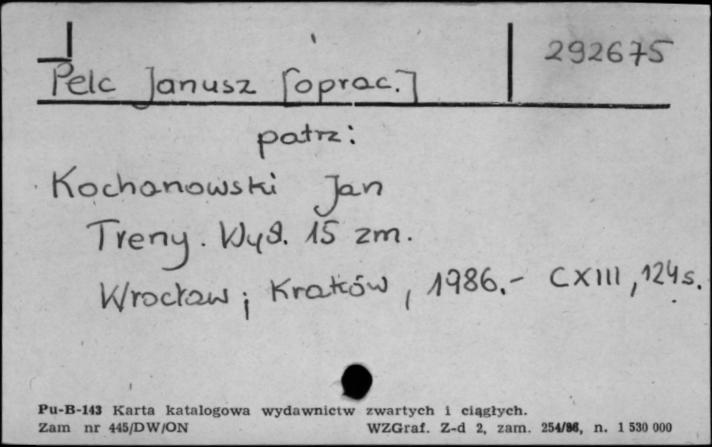 292675
Pelc Janusz [oprac.]
patrz:
Kochanowski Jan
Treny. Wyd. 15 zm.
Wrocław ; Kraków, 1986.- CXIII, 124s.
Pu-B-143 Karta katalogowa wydawnictw zwartych i ciągłych.
Zam nr 445/DW/ON WZGraf. Z-d 2, zam. 254/86, n. 1 530 000